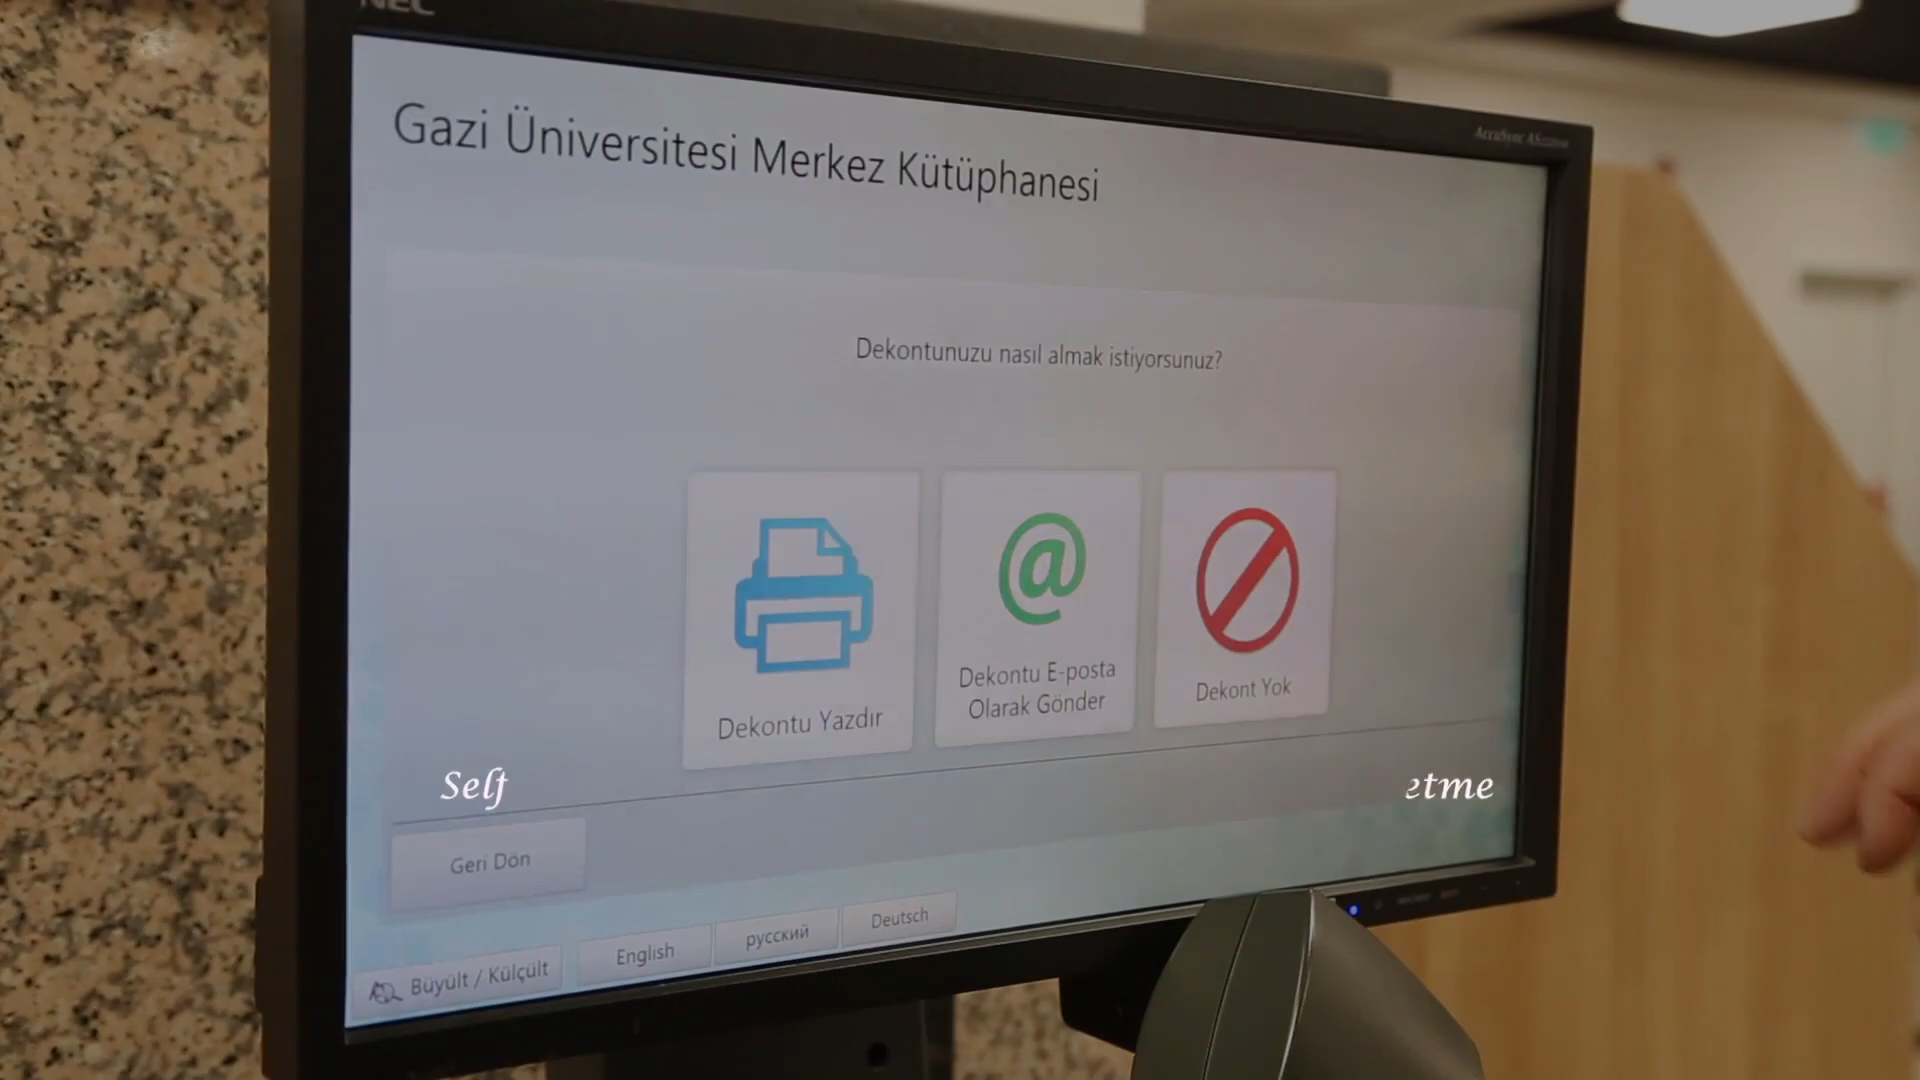 NEC
Gazi Üniversitesi Merkez Kütüphanesi
Dekontunuzu nasıl almak istiyorsunuz?
Dekontu Yazdır
Dekontu E-posta
Olarak Gönder
Dekont Yok
Self
etme
Geri Dön
Büyült / Külçült
English
русский
Deutsch